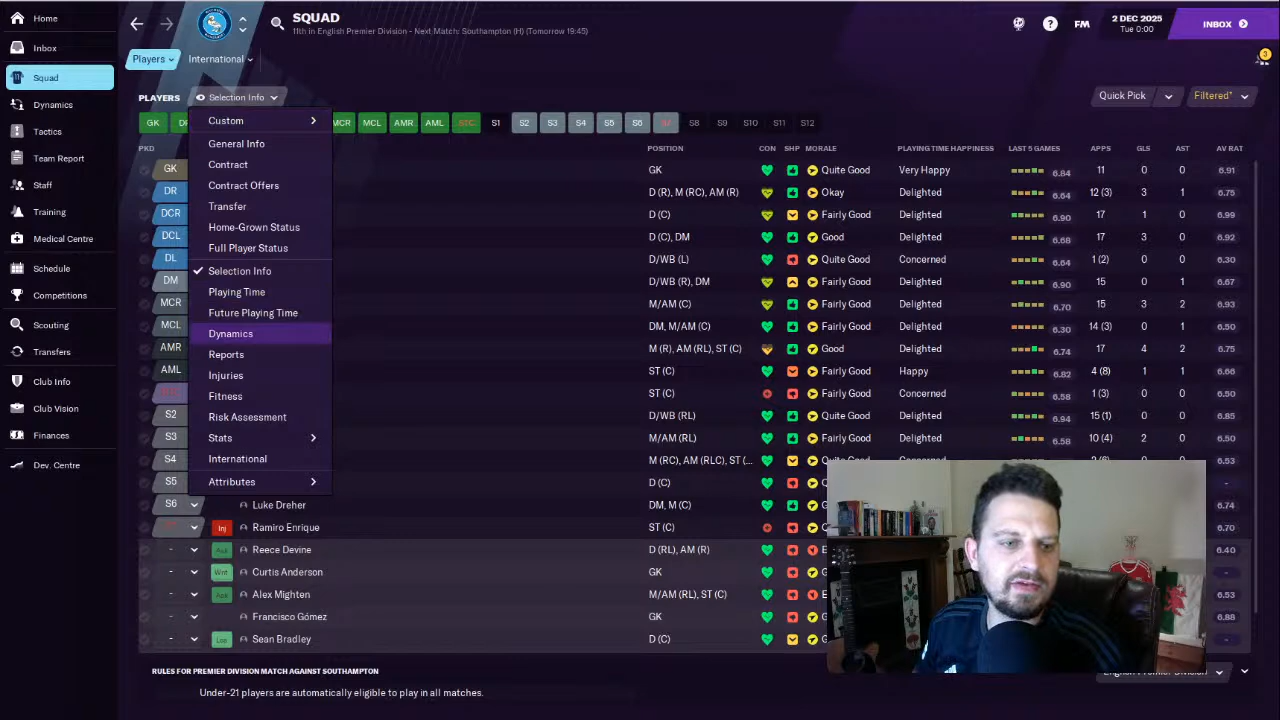 Home
Inbox
Squad
Dynamics
Tactics
Team Report
Staff
Training
Medical Centre
Schedule
Competitions
Scouting
Transfers
Club Info
Club Vision
Finances
Dev. Centre
SQUAD
11th in English Premier Division - Next Match: Southampton (H) (Tomorrow 19:45)
FM
2 DEC 2025
Tue 0:00
INBOX
Players
International
3
PLAYERS
Selection Info
Quick Pick
Filtered*
GK MCR MCL AMR AML STC S1 S2 S3 S4 S5 S6 S7 S8 S9 S10 S11 S12
Custom
General Info
Contract
Contract Offers
Transfer
Home-Grown Status
Full Player Status
Selection Info
Playing Time
Future Playing Time
Dynamics
Reports
Injuries
Fitness
Risk Assessment
Stats
International
Attributes
PKD POSITION CON SHP MORALE PLAYING TIME HAPPINESS LAST 5 GAMES APPS GLS AST AV RAT
GK GK Quite Good Very Happy 6.84 11 0 0 6.91
DR D (R), M (RC), AM (R) Okay Delighted 6.64 12 (3) 3 1 6.75
DCR D (C) Fairly Good Delighted 6.90 17 1 0 6.99
DCL D (C), DM Good Delighted 6.68 17 3 0 6.92
DL D/WB (L) Quite Good Concerned 6.64 1 (2) 0 0 6.30
DM D/WB (R), DM Fairly Good Delighted 6.90 15 0 1 6.67
MCR M/AM (C) Fairly Good Delighted 6.70 15 3 2 6.93
MCL DM, M/AM (C) Fairly Good Delighted 6.30 14 (3) 0 1 6.50
AMR M (R), AM (RL), ST (C) Good Delighted 6.74 17 4 2 6.75
AML ST (C) Fairly Good Happy 6.82 4 (8) 1 1 6.66
ST (C) Fairly Good Concerned 6.58 1 (3) 0 0 6.50
S2 D/WB (RL) Quite Good Delighted 6.94 15 (1) 0 0 6.85
S3 M/AM (RL) Fairly Good Delighted 6.58 10 (4) 2 0 6.50
S4 M (RC), AM (RLC), ST (... 6.53
S5 D (C) -
S6 Luke Dreher DM, M (C) 6.74
Inj Ramiro Enrique ST (C) 6.70
- Reece Devine D (RL), AM (R) 6.40
- Wnt Curtis Anderson GK -
- Alex Mighten M/AM (RL), ST (C) 6.53
- Francisco Gómez GK 6.88
- Sean Bradley D (C) -
RULES FOR PREMIER DIVISION MATCH AGAINST SOUTHAMPTON
English Premier Division
Under-21 players are automatically eligible to play in all matches.